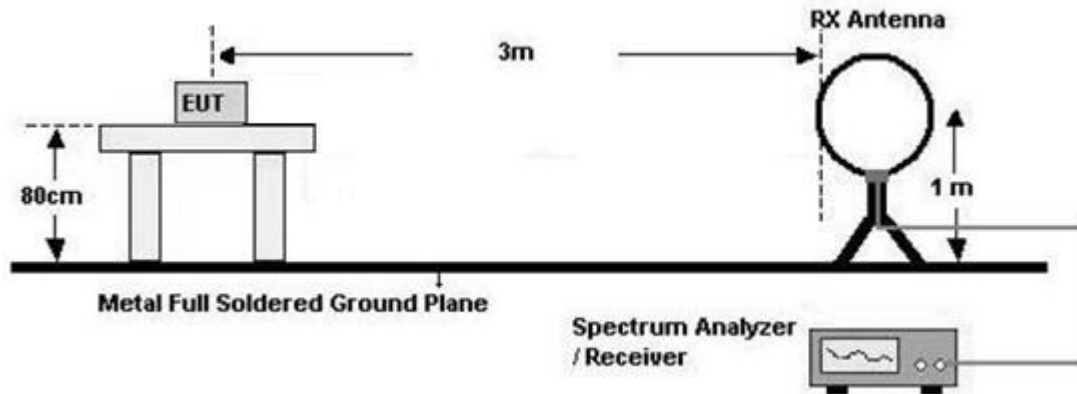 RX Antenna
3m
EUT
80cm
1 m
Metal Full Soldered Ground Plane
Spectrum Analyzer
/ Receiver